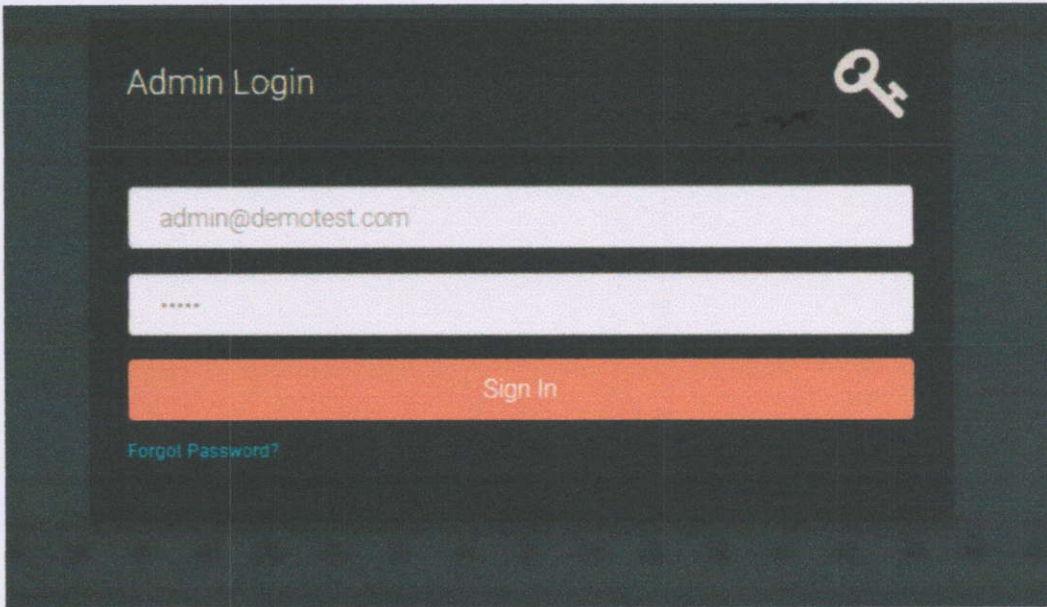 Admin Login
admin@demotest.com
•••••
Sign In
Forgot Password?